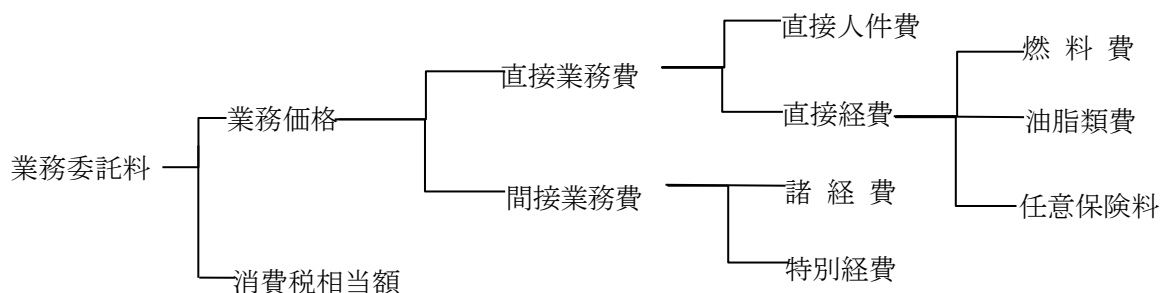 直接人件費
燃 料 費
直接業務費
業務価格
直接経費
油脂類費
業務委託料
間接業務費
諸 経 費
任意保険料
消費税相当額
特別経費